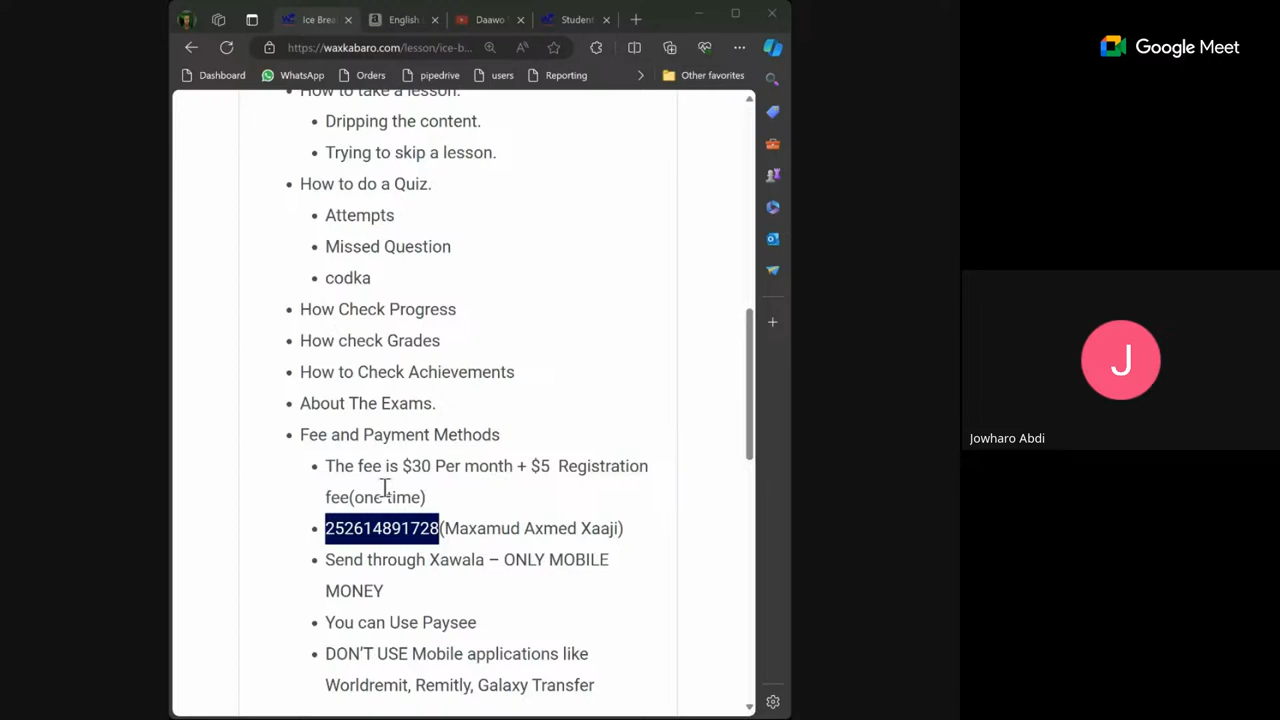 Ice Brea
English
Daawo
Student
https://waxkabaro.com/lesson/ice-b...
Dashboard
WhatsApp
Orders
pipedrive
users
Reporting
Other favorites
How to take a lesson.
Dripping the content.
Trying to skip a lesson.
How to do a Quiz.
Attempts
Missed Question
codka
How Check Progress
How check Grades
How to Check Achievements
About The Exams.
Fee and Payment Methods
The fee is $30 Per month + $5 Registration
fee(one time)
252614891728(Maxamud Axmed Xaaji)
Send through Xawala – ONLY MOBILE
MONEY
You can Use Paysee
DON'T USE Mobile applications like
Worldremit, Remitly, Galaxy Transfer
Google Meet
J
Jowharo Abdi